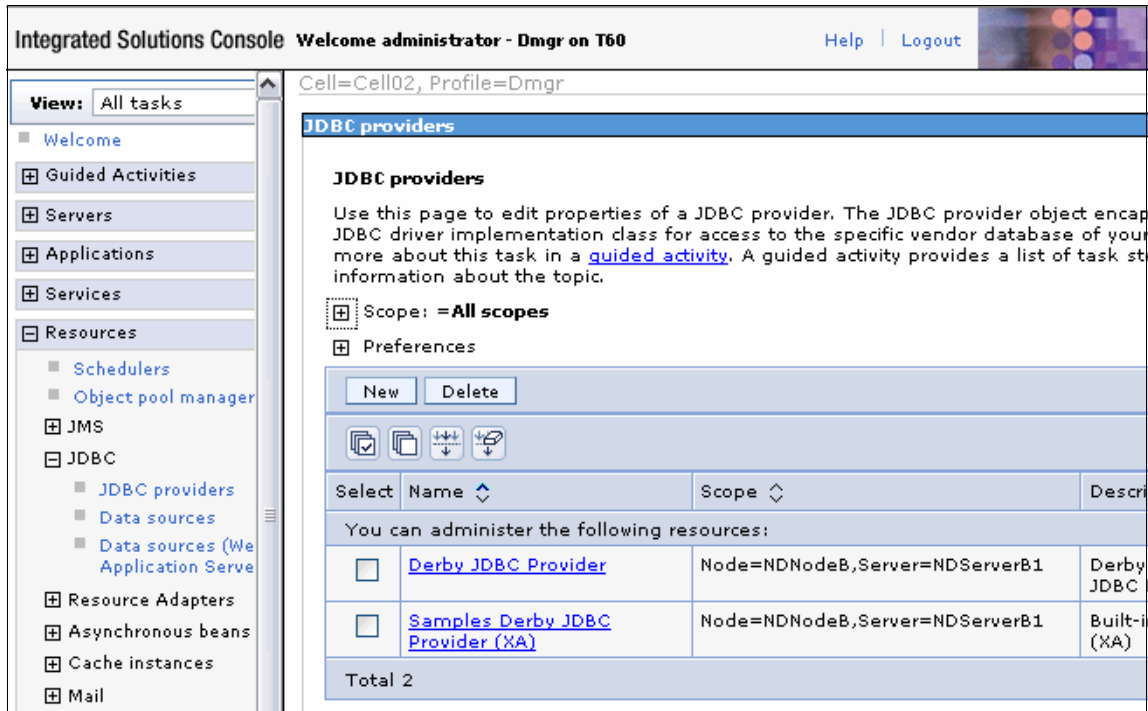 Integrated Solutions Console Welcome administrator - Dmgr on T60 Help Logout
View: All tasks
Welcome
Guided Activities
Servers
Applications
Services
Resources
Schedulers
Object pool manager
JMS
JDBC
JDBC providers
Data sources
Data sources (We
Application Serve
Resource Adapters
Asynchronous beans
Cache instances
Mail
Cell=Cell02, Profile=Dmgr
JDBC providers
JDBC providers
Use this page to edit properties of a JDBC provider. The JDBC provider object encap
JDBC driver implementation class for access to the specific vendor database of your
more about this task in a guided activity. A guided activity provides a list of task st
information about the topic.
Scope: =All scopes
Preferences
New Delete
Select Name Scope Descri
You can administer the following resources:
Derby JDBC Provider Node=NDNodeB,Server=NDServerB1 Derby
JDBC
Samples Derby JDBC Node=NDNodeB,Server=NDServerB1 Built-i
Provider (XA) (XA)
Total 2